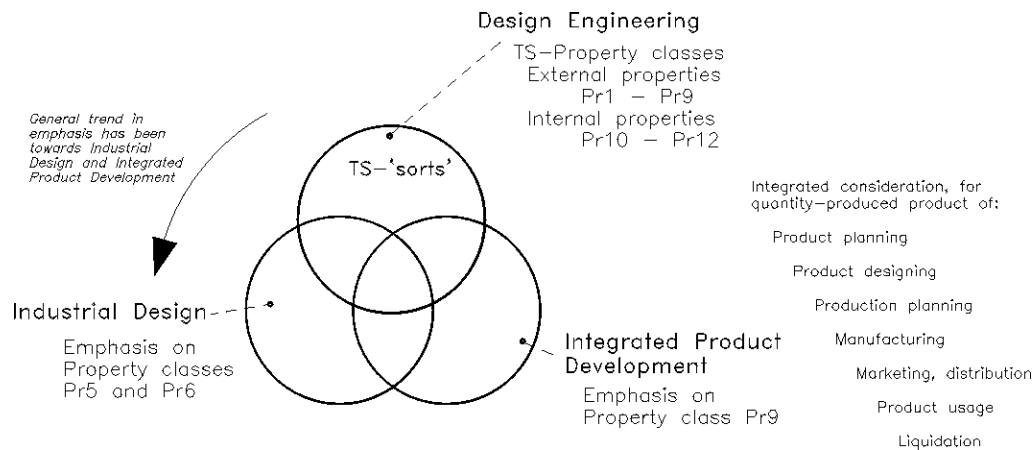 Design Engineering
TS-Property classes
External properties
Pr1 - Pr9
Internal properties
Pr10 - Pr12
General trend in
emphasis has been
towards Industrial
Design and Integrated
Product Development
TS-'sorts'
Integrated consideration, for
quantity-produced product of:
Product planning
Product designing
Production planning
Manufacturing
Marketing, distribution
Product usage
Liquidation
Industrial Design
Emphasis on
Property classes
Pr5 and Pr6
Integrated Product
Development
Emphasis on
Property class Pr9